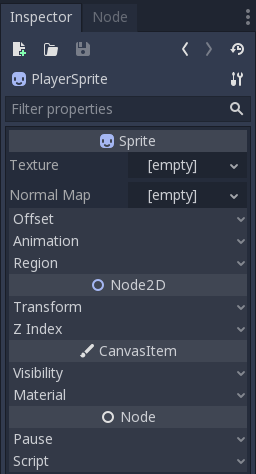 Inspector Node
PlayerSprite
Filter properties
Sprite
Texture [empty]
Normal Map [empty]
Offset
Animation
Region
Node2D
Transform
Z Index
CanvasItem
Visibility
Material
Node
Pause
Script